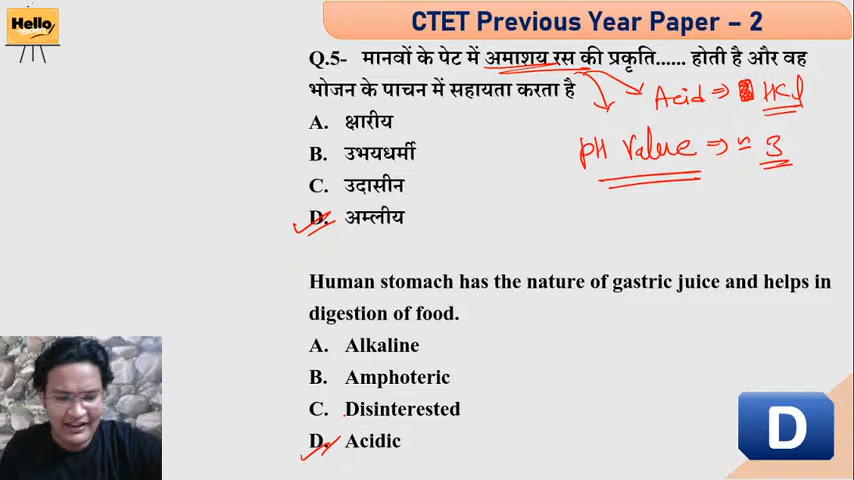 Hello
CTET Previous Year Paper – 2
Q.5- मानवों के पेट में अमाशय रस की प्रकृति...... होती है और वह
भोजन के पाचन में सहायता करता है
Acid ⇒ HCl
pH value ⇒ ≃ 3
A. क्षारीय
B. उभयधर्मी
C. उदासीन
D. अम्लीय
Human stomach has the nature of gastric juice and helps in
digestion of food.
A. Alkaline
B. Amphoteric
C. Disinterested
D. Acidic
D